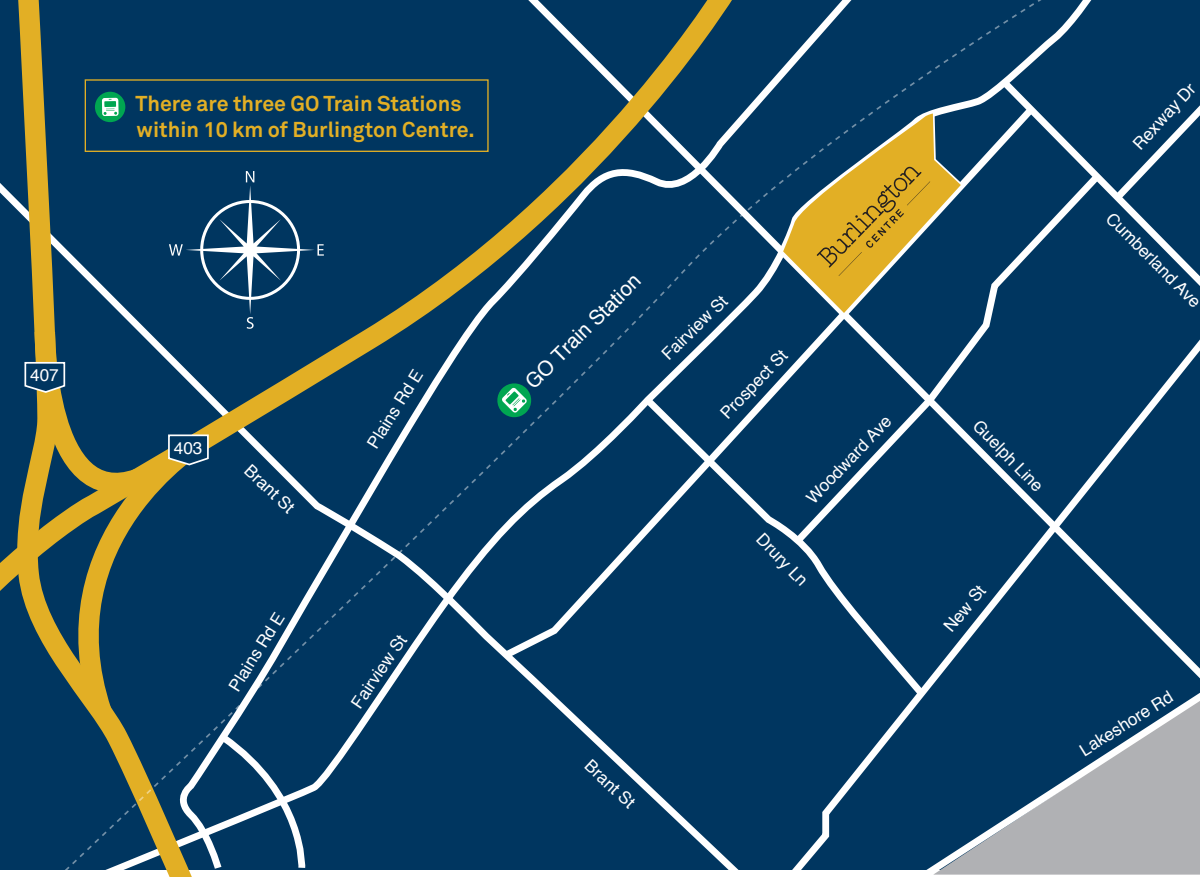 There are three GO Train Stations
within 10 km of Burlington Centre.
N
W
E
S
Rexway Dr
Burlington
CENTRE
Cumberland Ave
GO Train Station
Fairview St
407
Plains Rd E
Prospect St
403
Brant St
Woodward Ave
Guelph Line
Drury Ln
New St
Plains Rd E
Fairview St
Lakeshore Rd
Brant St